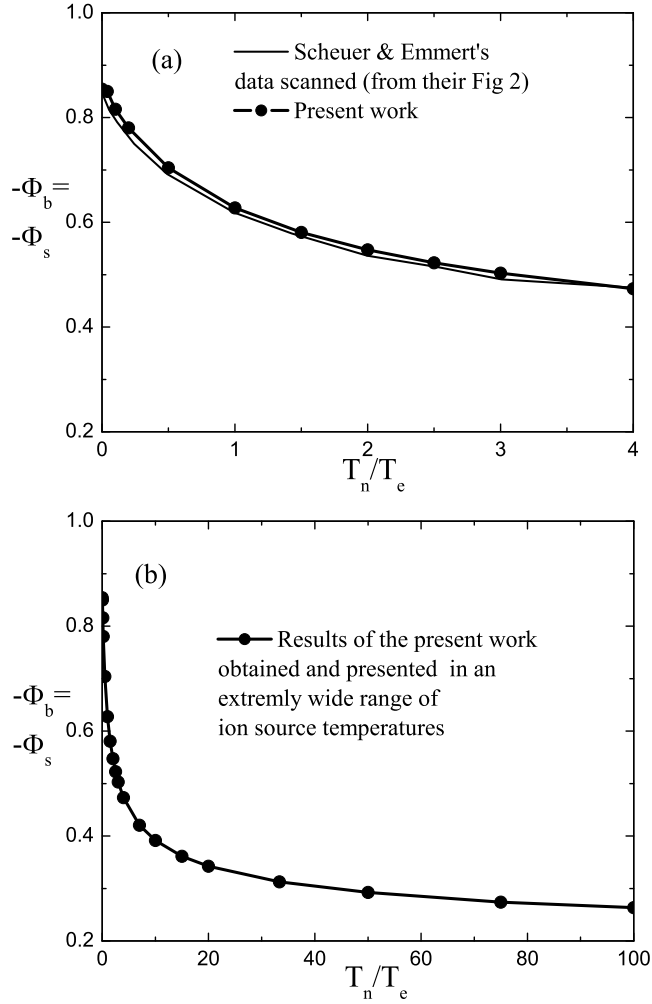 1.0
(a)
Scheuer & Emmert's
data scanned (from their Fig 2)
Present work
0.8
-Φb=
0.6
-Φs
0.4
0.2
0 1 2 3 4
Tn/Te
1.0
(b)
0.8
Results of the present work
obtained and presented in an
extremly wide range of
ion source temperatures
-Φb=
0.6
-Φs
0.4
0.2
0 20 40 60 80 100
Tn/Te